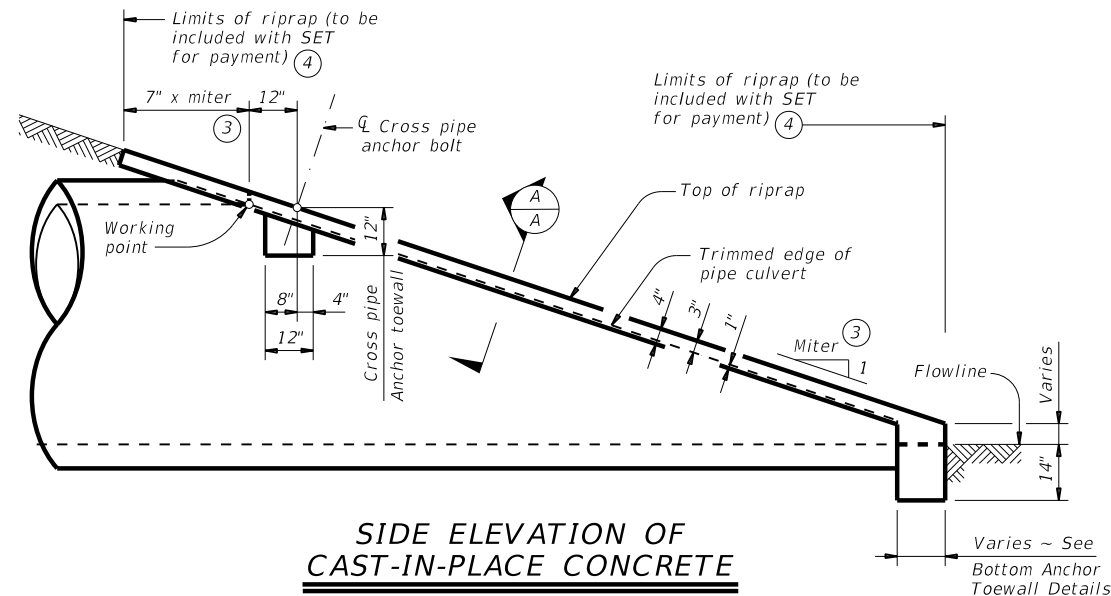 Limits of riprap (to be
included with SET
for payment) 4
7" x miter
12"
3
℄ Cross pipe
anchor bolt
Limits of riprap (to be
included with SET
for payment) 4
A
A
Top of riprap
Working
point
12"
Trimmed edge of
pipe culvert
8"
4"
12"
Cross pipe
Anchor toewall
4"
3"
1"
Miter 3
1
Flowline
Varies
14"
Varies ~ See
Bottom Anchor
Toewall Details
SIDE ELEVATION OF
CAST-IN-PLACE CONCRETE